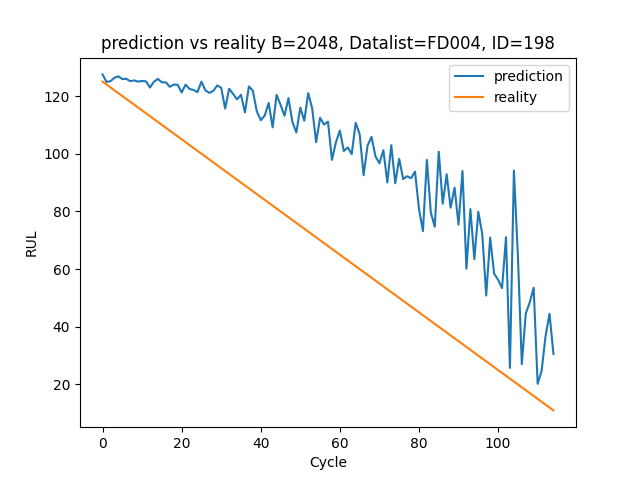 prediction vs reality B=2048, Datalist=FD004, ID=198
prediction
reality
RUL
120
100
80
60
40
20
0 20 40 60 80 100
Cycle